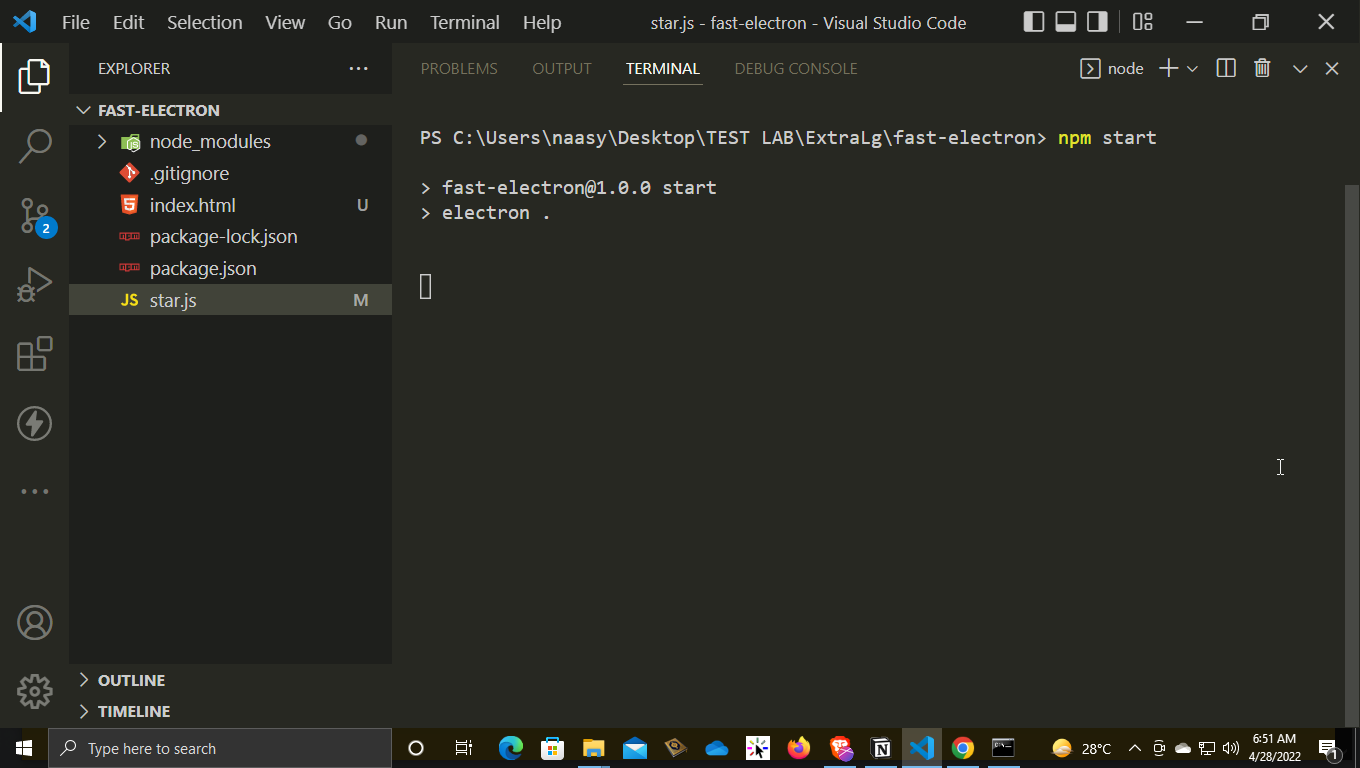 File Edit Selection View Go Run Terminal Help star.js - fast-electron - Visual Studio Code
EXPLORER
FAST-ELECTRON
node_modules
.gitignore
index.html U
package-lock.json
package.json
JS star.js M
2
OUTLINE
TIMELINE
PROBLEMS OUTPUT TERMINAL DEBUG CONSOLE node
PS C:\Users\naasy\Desktop\TEST LAB\ExtraLg\fast-electron> npm start
> fast-electron@1.0.0 start
> electron .
Type here to search
28°C
6:51 AM
4/28/2022
1